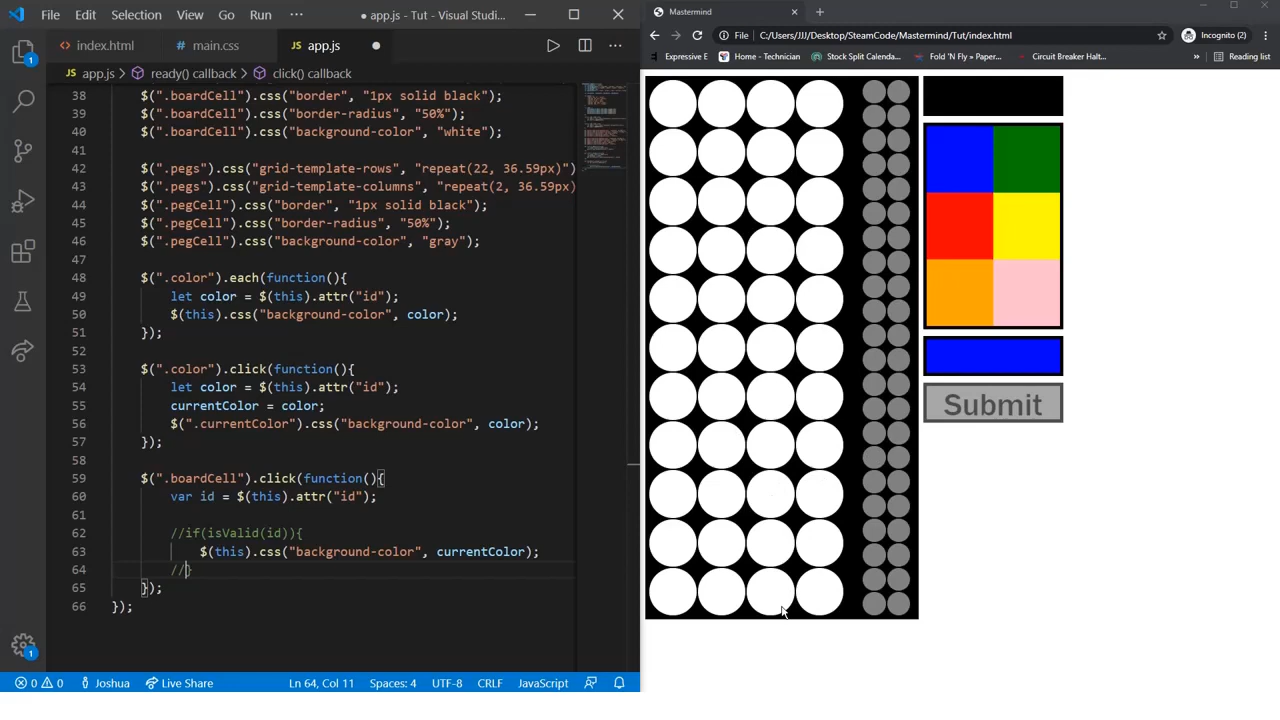 File Edit Selection View Go Run ··· ● app.js - Tut - Visual Studi...
index.html # main.css JS app.js ●
JS app.js > ready() callback > click() callback
38 $(".boardCell").css("border", "1px solid black");
39 $(".boardCell").css("border-radius", "50%");
40 $(".boardCell").css("background-color", "white");
41
42 $(".pegs").css("grid-template-rows", "repeat(22, 36.59px)")
43 $(".pegs").css("grid-template-columns", "repeat(2, 36.59px)
44 $(".pegCell").css("border", "1px solid black");
45 $(".pegCell").css("border-radius", "50%");
46 $(".pegCell").css("background-color", "gray");
47
48 $(".color").each(function(){
49 let color = $(this).attr("id");
50 $(this).css("background-color", color);
51 });
52
53 $(".color").click(function(){
54 let color = $(this).attr("id");
55 currentColor = color;
56 $(".currentColor").css("background-color", color);
57 });
58
59 $(".boardCell").click(function(){
60 var id = $(this).attr("id");
61
62 //if(isValid(id)){
63 $(this).css("background-color", currentColor);
64 //}
65 });
66 });
1
1
0 0 Joshua Live Share Ln 64, Col 11 Spaces: 4 UTF-8 CRLF JavaScript
Mastermind
File C:/Users/JJJ/Desktop/SteamCode/Mastermind/Tut/index.html Incognito (2)
Expressive E Home - Technician Stock Split Calenda... Fold 'N Fly » Paper... Circuit Breaker Halt... » Reading list
Submit